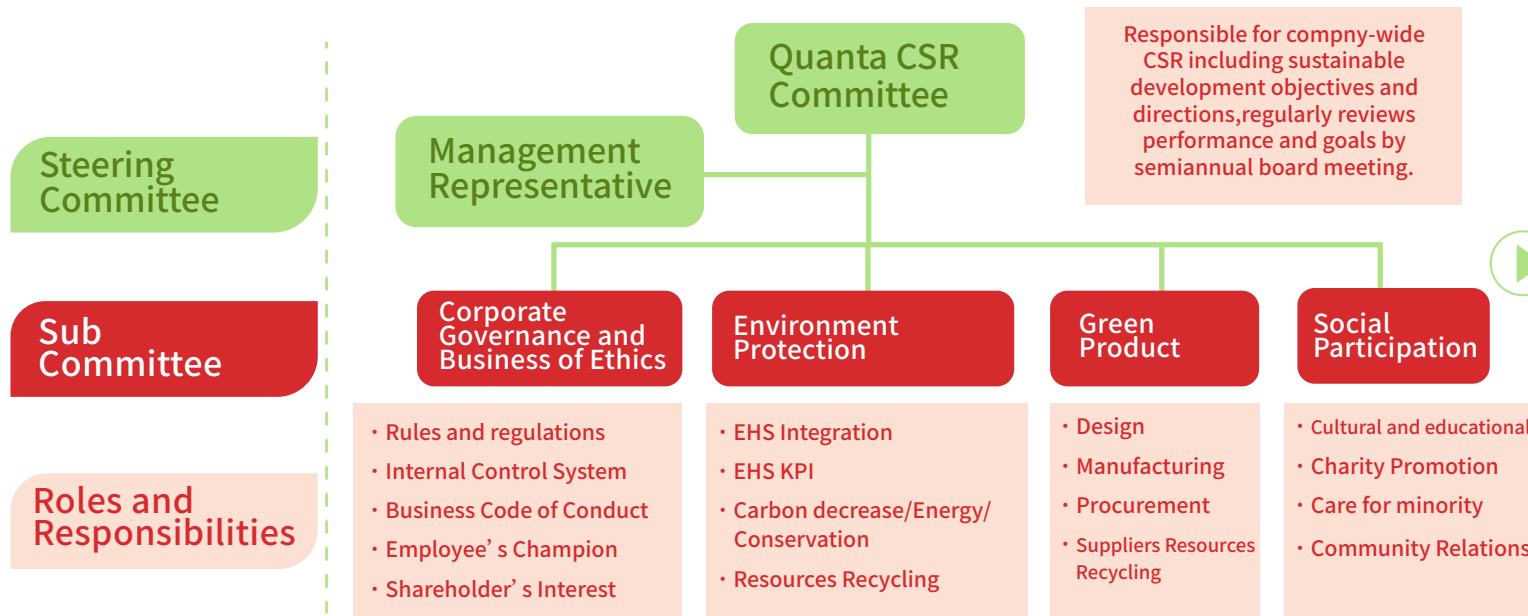 Quanta CSR
Committee
Responsible for compny-wide
CSR including sustainable
development objectives and
directions,regularly reviews
performance and goals by
semiannual board meeting.
Management
Representative
Steering
Committee
Sub
Committee
Corporate
Governance and
Business of Ethics
Environment
Protection
Green
Product
Social
Participation
Roles and
Responsibilities
・Rules and regulations
・Internal Control System
・Business Code of Conduct
・Employee’s Champion
・Shareholder’s Interest
・EHS Integration
・EHS KPI
・Carbon decrease/Energy/
Conservation
・Resources Recycling
・Design
・Manufacturing
・Procurement
・Suppliers Resources
Recycling
・Cultural and educational
・Charity Promotion
・Care for minority
・Community Relations